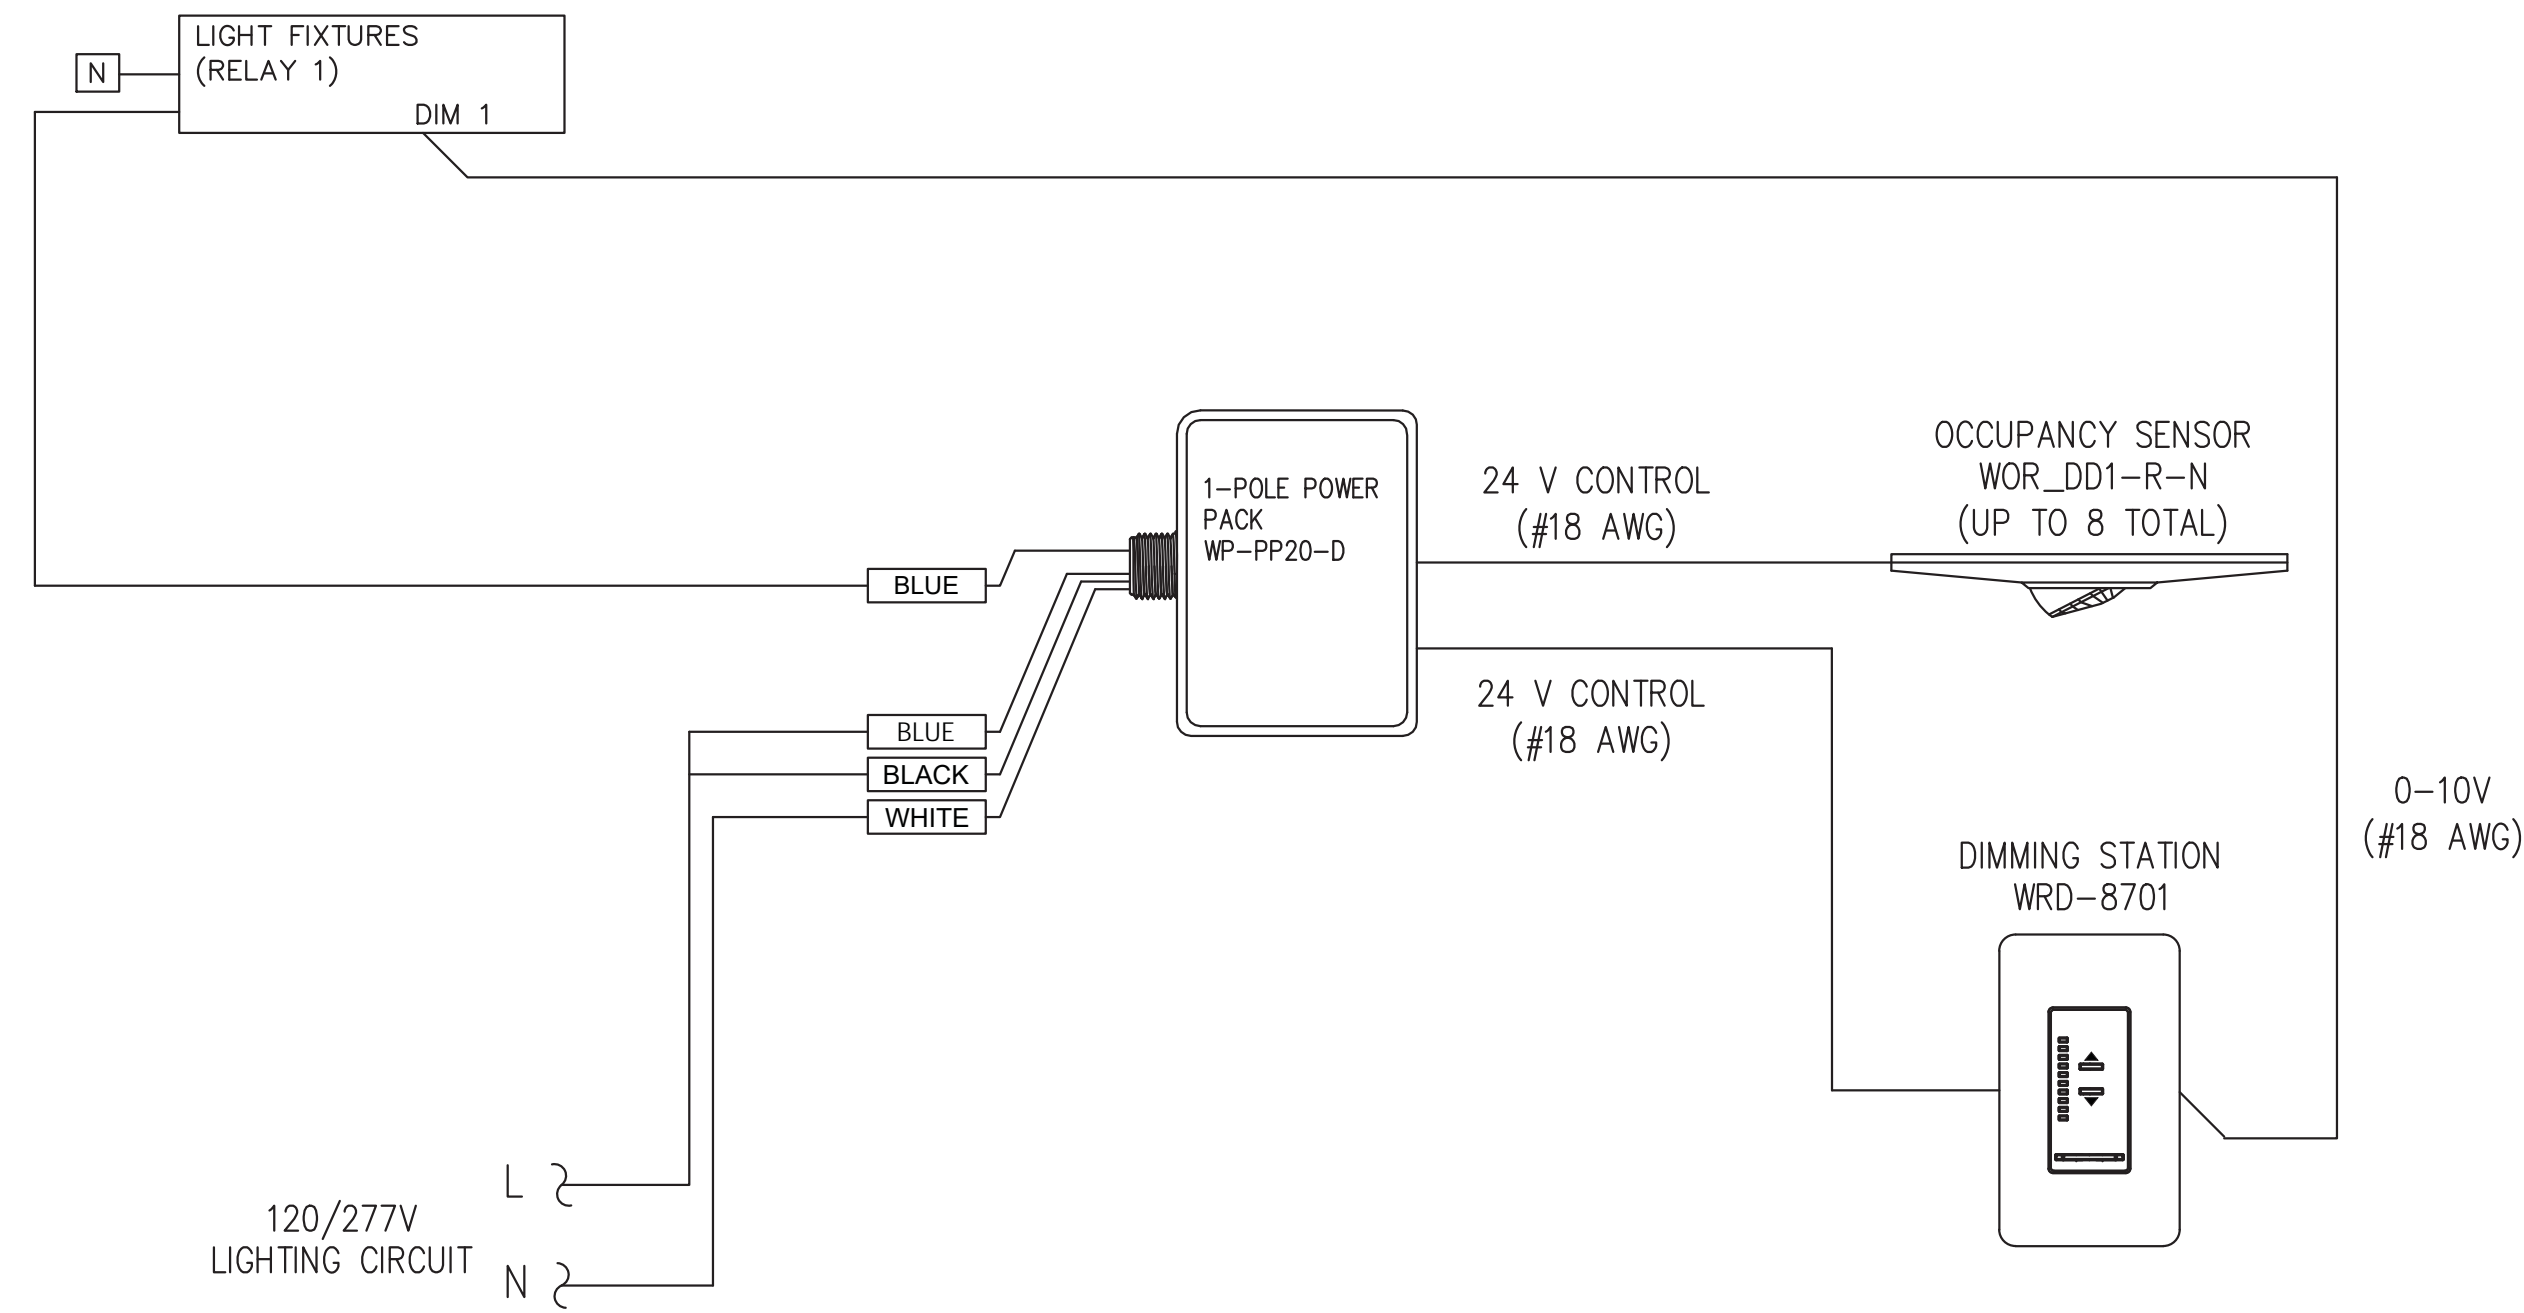 LIGHT FIXTURES
(RELAY 1)
N
DIM 1
1-POLE POWER
PACK
WP-PP20-D
24 V CONTROL
(#18 AWG)
OCCUPANCY SENSOR
WOR_DD1-R-N
(UP TO 8 TOTAL)
BLUE
BLUE
BLACK
WHITE
24 V CONTROL
(#18 AWG)
0-10V
(#18 AWG)
DIMMING STATION
WRD-8701
L
120/277V
LIGHTING CIRCUIT
N